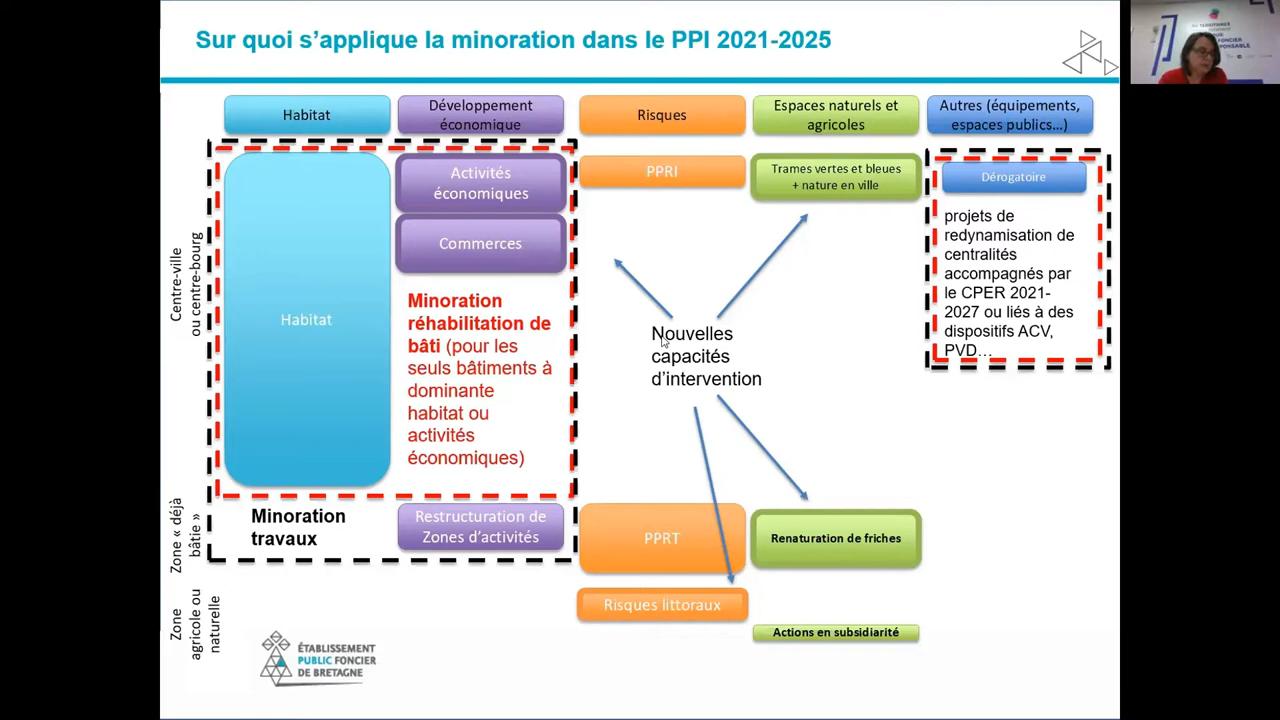 Sur quoi s’applique la minoration dans le PPI 2021-2025
Habitat
Développement
économique
Risques
Espaces naturels et
agricoles
Autres (équipements,
espaces publics…)
Centre-ville
ou centre-bourg
Habitat
Activités
économiques
Commerces
Minoration
réhabilitation de
bâti (pour les
seuls bâtiments à
dominante
habitat ou
activités
économiques)
PPRI
Trames vertes et bleues
+ nature en ville
Dérogatoire
projets de
redynamisation de
centralités
accompagnés par
le CPER 2021-
2027 ou liés à des
dispositifs ACV,
PVD…
Nouvelles
capacités
d’intervention
Zone « déjà
bâtie »
Minoration
travaux
Restructuration de
Zones d’activités
PPRT
Renaturation de friches
Zone
agricole ou
naturelle
Risques littoraux
Actions en subsidiarité
ÉTABLISSEMENT
PUBLIC FONCIER
DE BRETAGNE